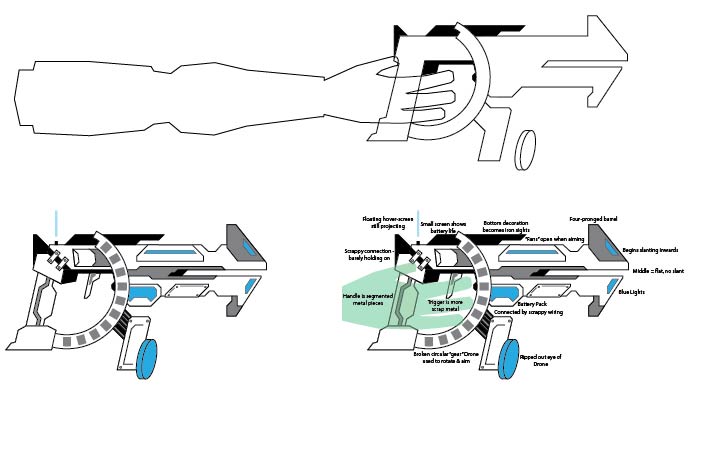 Floating hover-screen
still projecting
Small screen shows
battery life
Bottom decoration
becomes iron sights
Four-pronged barrel
"Fans" open when aiming
Scrappy connection -
barely holding on
Begins slanting inwards
Middle = flat, no slant
Handle is segmented
metal pieces
Trigger is more
scrap metal
Blue Lights
Battery Pack
Connected by scrappy wiring
Broken circular "gear" Drone
used to rotate & aim
Ripped out eye of
Drone